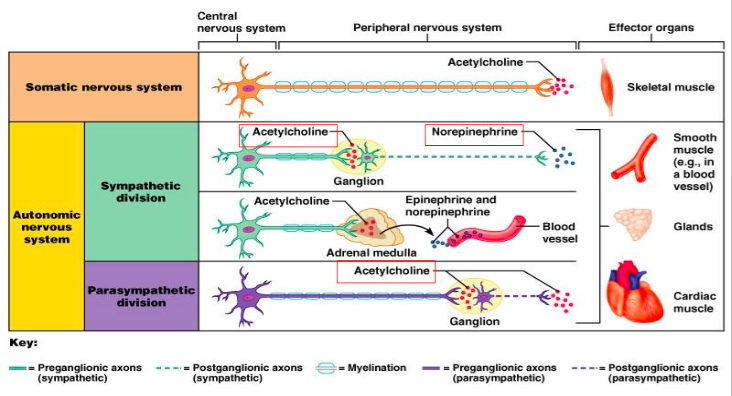 Central
nervous system
Peripheral nervous system
Effector organs
Somatic nervous system
Acetylcholine
Skeletal muscle
Autonomic
nervous
system
Sympathetic
division
Acetylcholine
Ganglion
Norepinephrine
Smooth
muscle
(e.g., in
a blood
vessel)
Acetylcholine
Adrenal medulla
Epinephrine and
norepinephrine
Blood
vessel
Glands
Parasympathetic
division
Acetylcholine
Ganglion
Cardiac
muscle
Key:
= Preganglionic axons
(sympathetic)
= Postganglionic axons
(sympathetic)
= Myelination
= Preganglionic axons
(parasympathetic)
= Postganglionic axons
(parasympathetic)